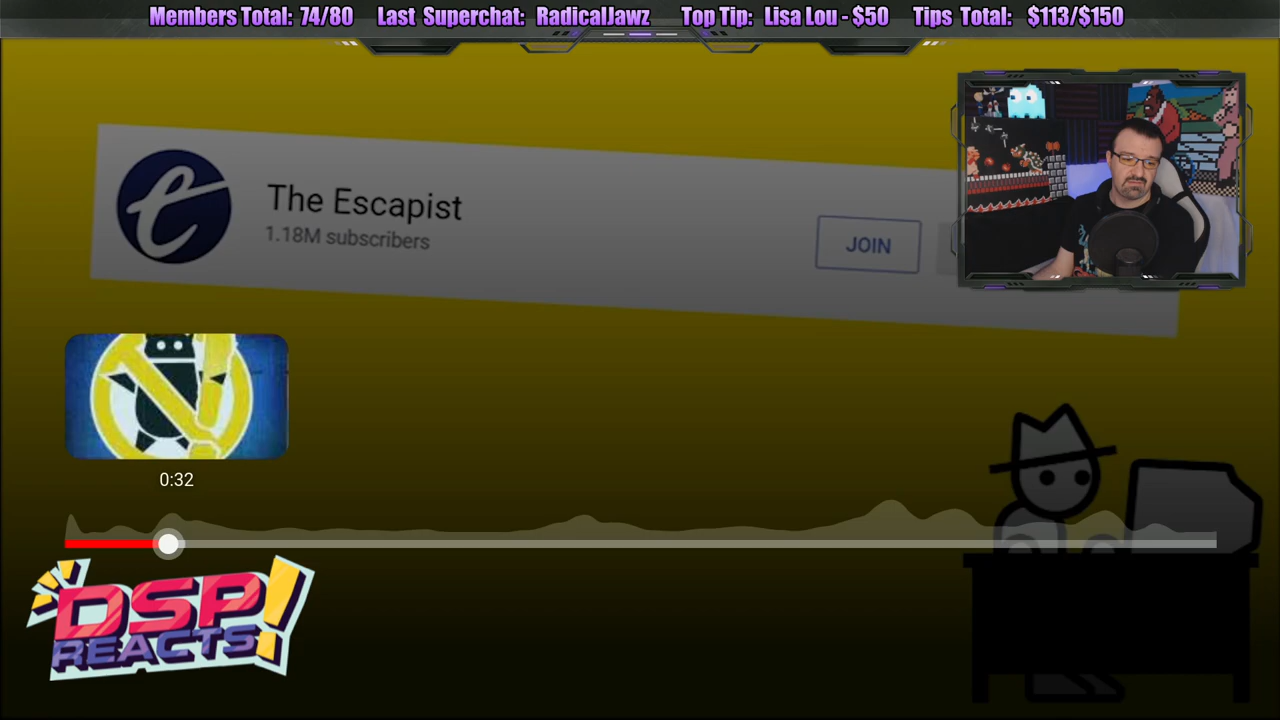 Members Total: 74/80 Last Superchat: RadicalJawz Top Tip: Lisa Lou - $50 Tips Total: $113/$150
e
The Escapist
1.18M subscribers
JOIN
0:32
DSP!
REACTS